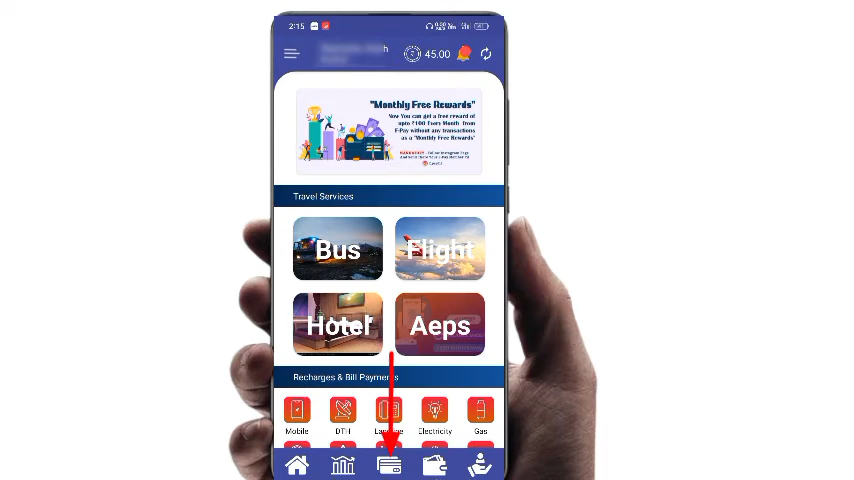 2:15
45.00
"Monthly Free Rewards"
Now You can get a free reward of
upto ₹100 Every Month from
F-Pay without any transactions
as a "Monthly Free Rewards"
Travel Services
Bus
Flight
Hotel
Aeps
Recharges & Bill Payments
Mobile
DTH
Landline
Electricity
Gas